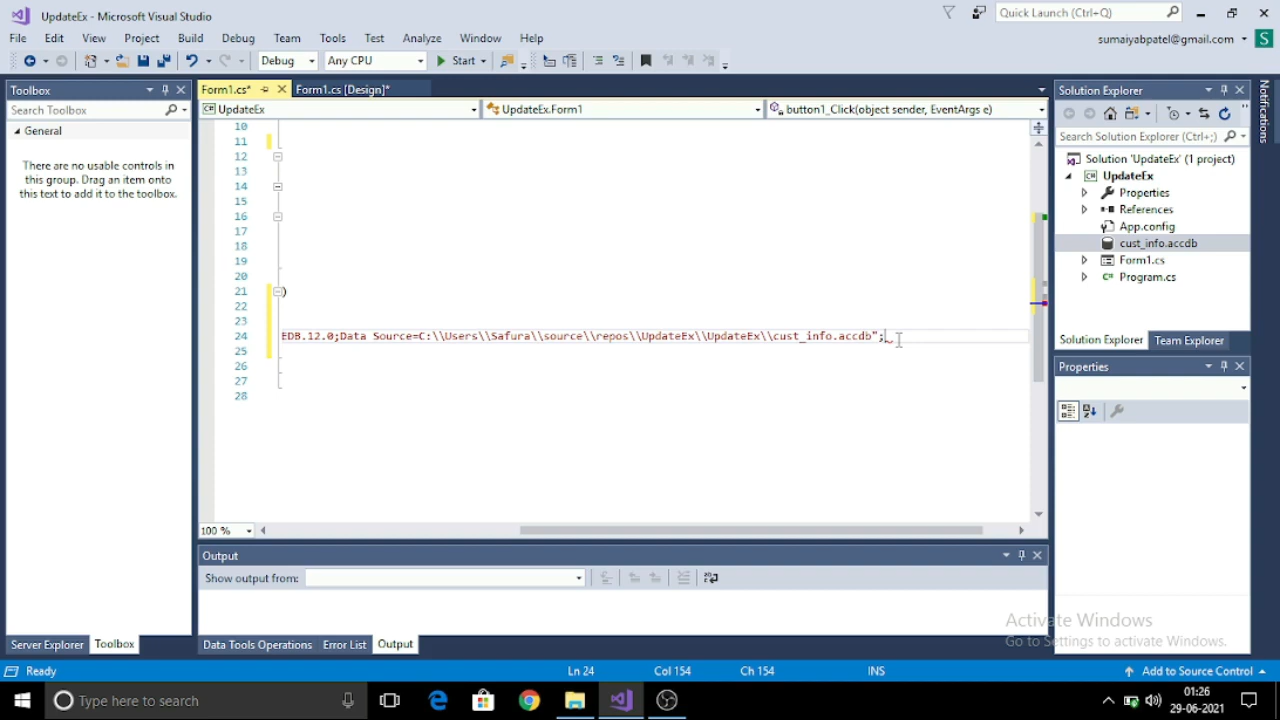 UpdateEx - Microsoft Visual Studio
Quick Launch (Ctrl+Q)
File Edit View Project Build Debug Team Tools Test Analyze Window Help
sumaiyabpatel@gmail.com S
Debug Any CPU Start
Toolbox
Search Toolbox
General
There are no usable controls in
this group. Drag an item onto
this text to add it to the toolbox.
Form1.cs* Form1.cs [Design]*
UpdateEx UpdateEx.Form1 button1_Click(object sender, EventArgs e)
10
11
12
13
14
15
16
17
18
19
20
21 )
22
23
24 EDB.12.0;Data Source=C:\\Users\\Safura\\source\\repos\\UpdateEx\\UpdateEx\\cust_info.accdb";
25
26
27
28
100 %
Output
Show output from:
Server Explorer Toolbox
Data Tools Operations Error List Output
Solution Explorer
Search Solution Explorer (Ctrl+;)
Solution 'UpdateEx' (1 project)
UpdateEx
Properties
References
App.config
cust_info.accdb
Form1.cs
Program.cs
Solution Explorer Team Explorer
Properties
Notifications
Activate Windows
Go to Settings to activate Windows.
Ready Ln 24 Col 154 Ch 154 INS Add to Source Control
Type here to search
01:26
29-06-2021